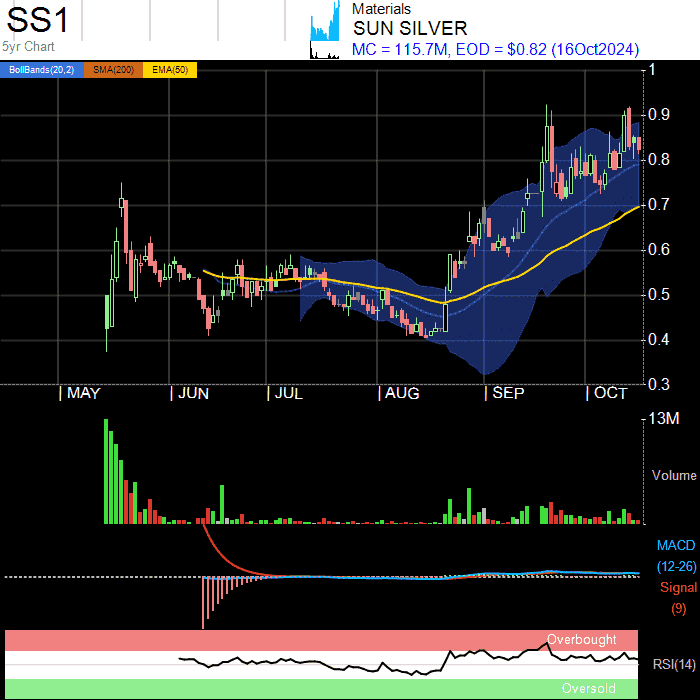 SS1
5yr Chart
Materials
SUN SILVER
MC = 115.7M, EOD = $0.82 (16Oct2024)
BollBands(20,2) SMA(200) EMA(50)
1
0.9
0.8
0.7
0.6
0.5
0.4
0.3
MAY JUN JUL AUG SEP OCT
13M
Volume
MACD
(12-26)
Signal
(9)
Overbought
RSI(14)
Oversold